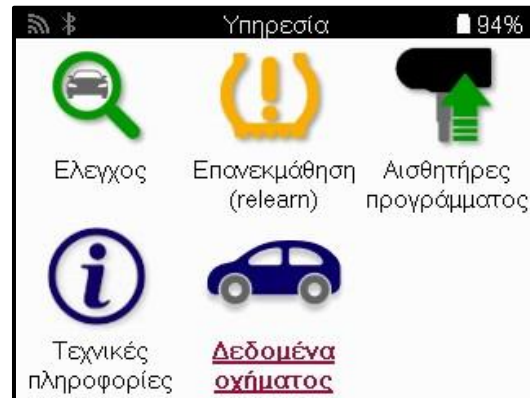 Υπηρεσία 94%
Ελεγχος
Επανεκμάθηση
(relearn)
Αισθητήρες
προγράμματος
Τεχνικές
πληροφορίες
Δεδομένα
οχήματος